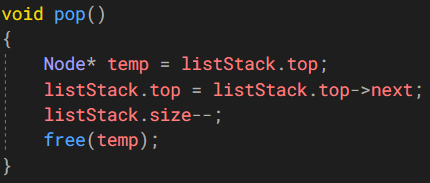 void pop()
{
Node* temp = listStack.top;
listStack.top = listStack.top->next;
listStack.size--;
free(temp);
}